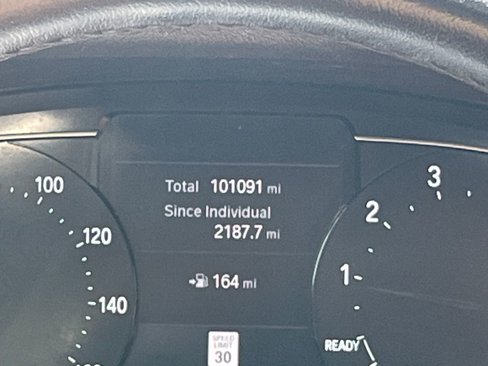 Total 101091 mi
Since Individual
2187.7 mi
164 mi
SPEED
LIMIT
30
100
120
140
3
2
1
READY